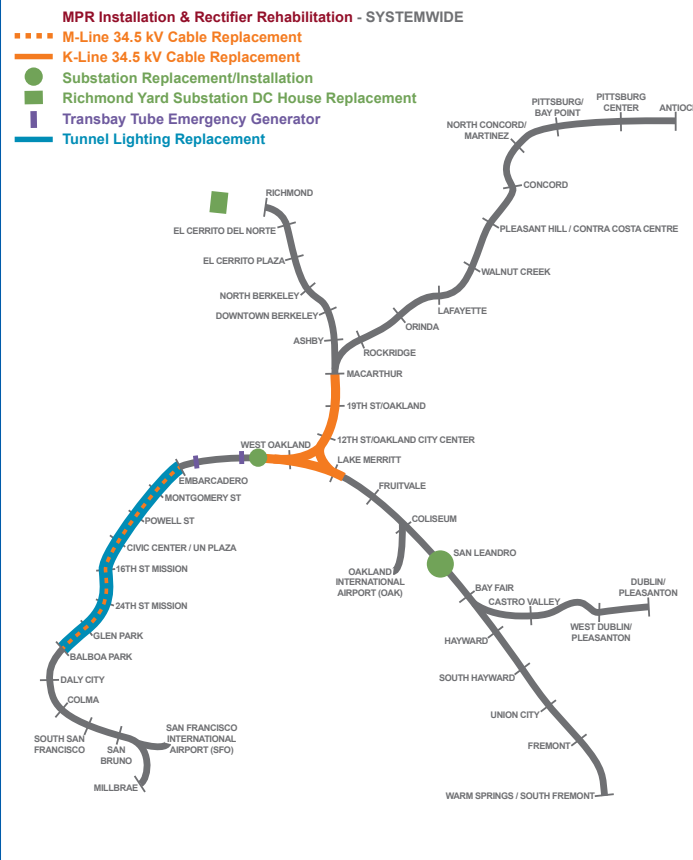 MPR Installation & Rectifier Rehabilitation - SYSTEMWIDE
M-Line 34.5 kV Cable Replacement
K-Line 34.5 kV Cable Replacement
Substation Replacement/Installation
Richmond Yard Substation DC House Replacement
Transbay Tube Emergency Generator
Tunnel Lighting Replacement
PITTSBURG/
BAY POINT
PITTSBURG
CENTER
ANTIOC
NORTH CONCORD/
MARTINEZ
CONCORD
RICHMOND
EL CERRITO DEL NORTE
PLEASANT HILL / CONTRA COSTA CENTRE
EL CERRITO PLAZA
WALNUT CREEK
NORTH BERKELEY
LAFAYETTE
DOWNTOWN BERKELEY
ORINDA
ASHBY
ROCKRIDGE
MACARTHUR
19TH ST/OAKLAND
12TH ST/OAKLAND CITY CENTER
WEST OAKLAND
LAKE MERRITT
EMBARCADERO
FRUITVALE
MONTGOMERY ST
POWELL ST
COLISEUM
CIVIC CENTER / UN PLAZA
SAN LEANDRO
16TH ST MISSION
OAKLAND
INTERNATIONAL
AIRPORT (OAK)
BAY FAIR
DUBLIN/
PLEASANTON
CASTRO VALLEY
24TH ST MISSION
WEST DUBLIN/
PLEASANTON
GLEN PARK
HAYWARD
BALBOA PARK
DALY CITY
SOUTH HAYWARD
COLMA
UNION CITY
SOUTH SAN
FRANCISCO
SAN
BRUNO
SAN FRANCISCO
INTERNATIONAL
AIRPORT (SFO)
FREMONT
MILLBRAE
WARM SPRINGS / SOUTH FREMONT